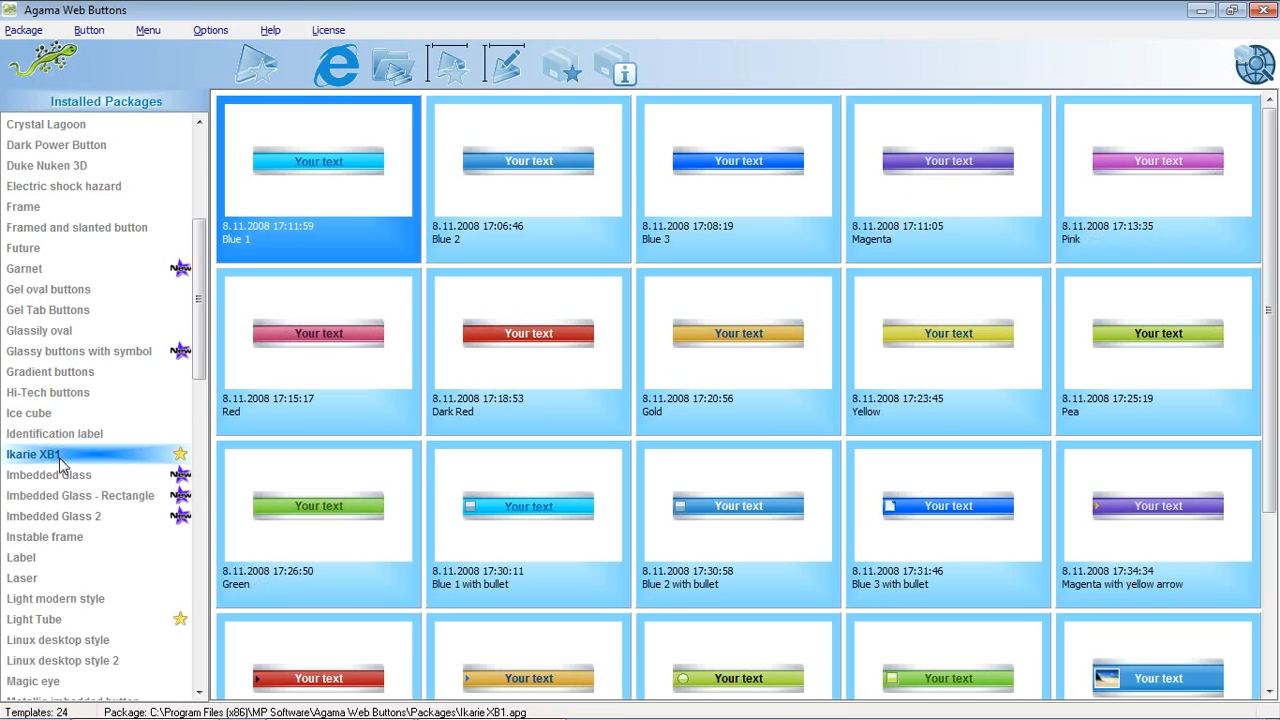 Agama Web Buttons
Package Button Menu Options Help License
Installed Packages
Crystal Lagoon
Dark Power Button
Duke Nuken 3D
Electric shock hazard
Frame
Framed and slanted button
Future
Garnet New
Gel oval buttons
Gel Tab Buttons
Glassily oval
Glassy buttons with symbol New
Gradient buttons
Hi-Tech buttons
Ice cube
Identification label
Ikarie XB1
Imbedded Glass New
Imbedded Glass - Rectangle New
Imbedded Glass 2 New
Instable frame
Label
Laser
Light modern style
Light Tube
Linux desktop style
Linux desktop style 2
Magic eye
Metallic imbedded button
Your text Your text Your text Your text Your text
8.11.2008 17:11:59 8.11.2008 17:06:46 8.11.2008 17:08:19 8.11.2008 17:11:05 8.11.2008 17:13:35
Blue 1 Blue 2 Blue 3 Magenta Pink
Your text Your text Your text Your text Your text
8.11.2008 17:15:17 8.11.2008 17:18:53 8.11.2008 17:20:56 8.11.2008 17:23:45 8.11.2008 17:25:19
Red Dark Red Gold Yellow Pea
Your text Your text Your text Your text Your text
8.11.2008 17:26:50 8.11.2008 17:30:11 8.11.2008 17:30:58 8.11.2008 17:31:46 8.11.2008 17:34:34
Green Blue 1 with bullet Blue 2 with bullet Blue 3 with bullet Magenta with yellow arrow
Your text Your text Your text Your text Your text
Templates: 24 Package: C:\Program Files (x86)\MP Software\Agama Web Buttons\Packages\Ikarie XB1.apg